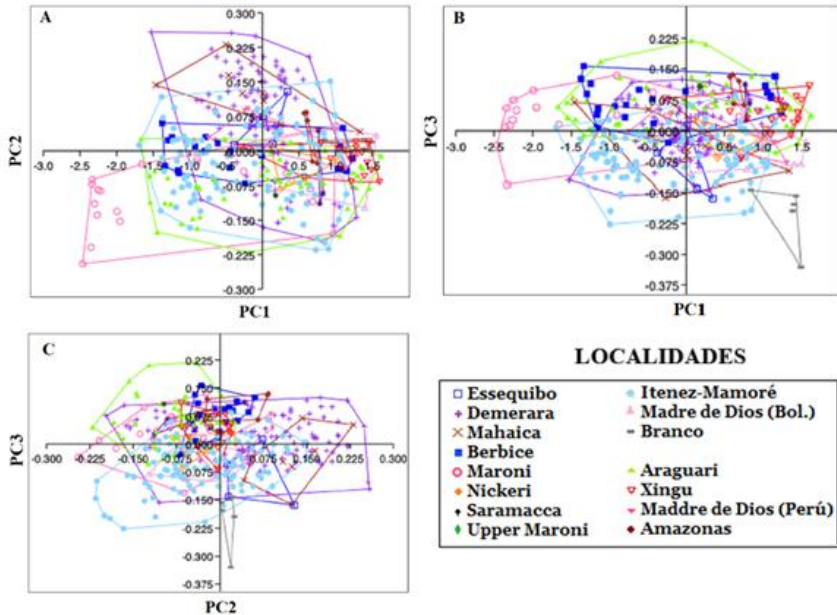 A
0.300
0.225
0.150
0.075
-3.0 -2.5 -2.0 -1.5 -1.0 0.5 1.0 1.5
-0.075
-0.150
-0.225
-0.300
PC2
PC1
B
0.225
0.150
0.075
-3.0 -2.5 -2.0 -1.5 -1.0 1.0 1.5
-0.075
-0.150
-0.225
-0.300
-0.375
PC3
PC1
C
0.225
0.150
-0.300 -0.225 -0.150 -0.075 0.075 0.150 0.225 0.300
-0.075
-0.150
-0.225
-0.300
-0.375
PC3
PC2
LOCALIDADES
Essequibo
Demerara
Mahaica
Berbice
Maroni
Nickeri
Saramacca
Upper Maroni
Itenez-Mamoré
Madre de Dios (Bol.)
Branco
Araguari
Xingu
Maddre de Dios (Perú)
Amazonas